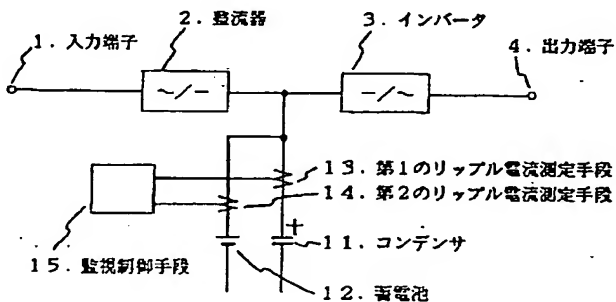 2．整流器
3．インバータ
1．入力端子
4．出力端子
～／－
－／～
13．第1のリップル電流測定手段
14．第2のリップル電流測定手段
＋
11．コンデンサ
15．監視制御手段
12．蓄電池